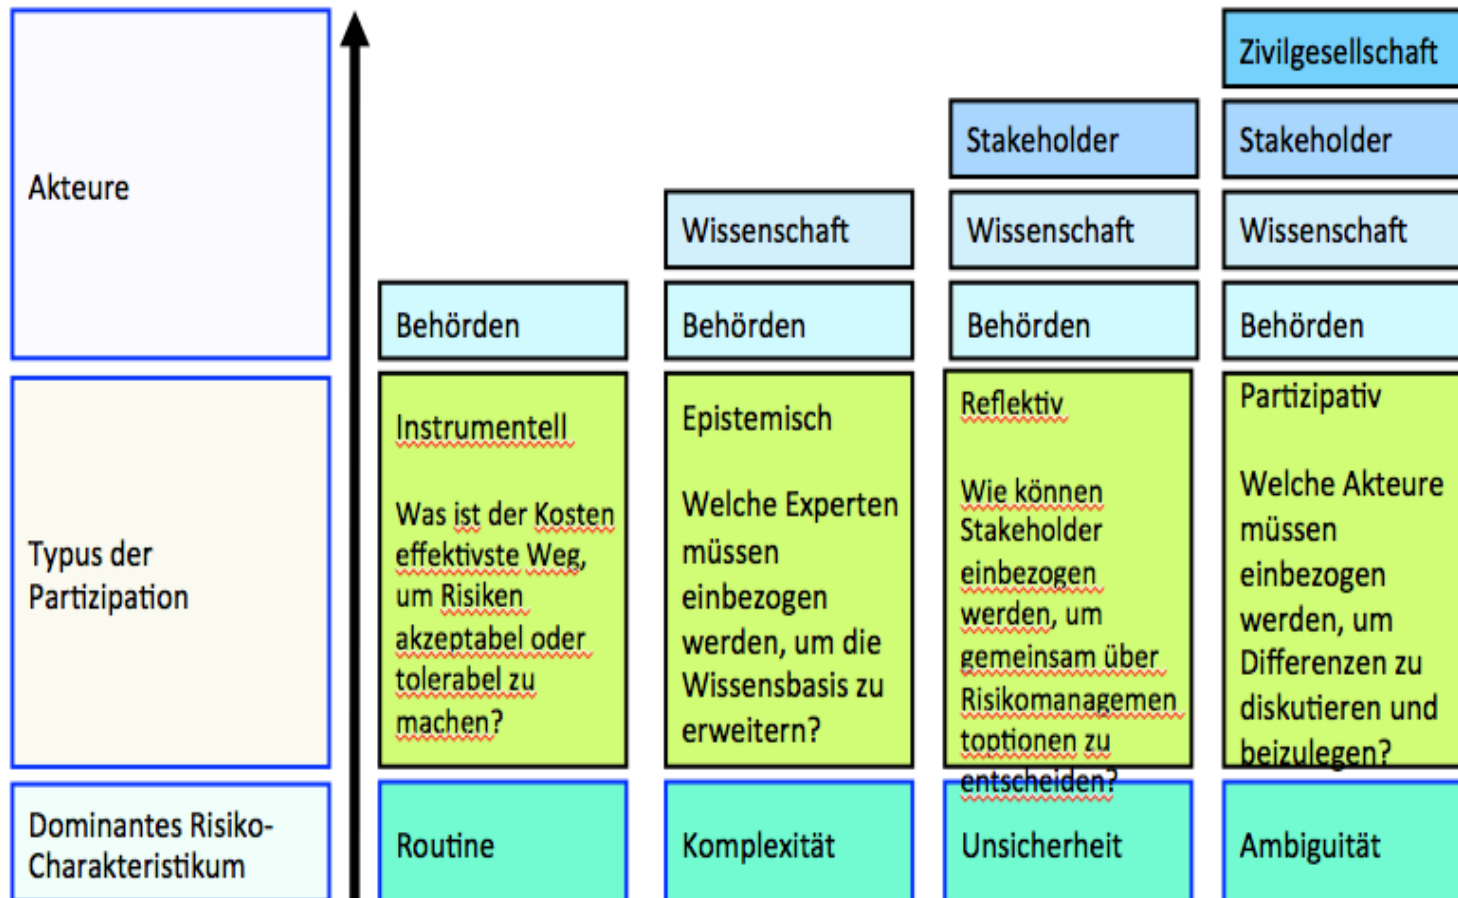 Zivilgesellschaft
Stakeholder
Stakeholder
Akteure
Wissenschaft
Wissenschaft
Wissenschaft
Behörden
Behörden
Behörden
Behörden
Typus der
Partizipation
Instrumentell
Was ist der Kosten
effektivste Weg,
um Risiken
akzeptabel oder
tolerabel zu
machen?
Epistemisch
Welche Experten
müssen
einbezogen
werden, um die
Wissensbasis zu
erweitern?
Reflektiv
Wie können
Stakeholder
einbezogen
werden, um
gemeinsam über
Risikomanagemen
toptionen zu
entscheiden?
Partizipativ
Welche Akteure
müssen
einbezogen
werden, um
Differenzen zu
diskutieren und
beizulegen?
Dominantes Risiko-
Charakteristikum
Routine
Komplexität
Unsicherheit
Ambiguität